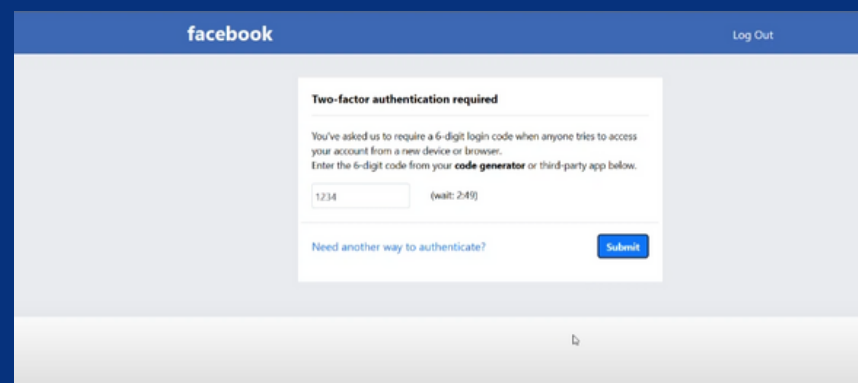 facebook
Log Out
Two-factor authentication required
You've asked us to require a 6-digit login code when anyone tries to access
your account from a new device or browser.
Enter the 6-digit code from your code generator or third-party app below.
1234
(wait: 2:49)
Need another way to authenticate?
Submit